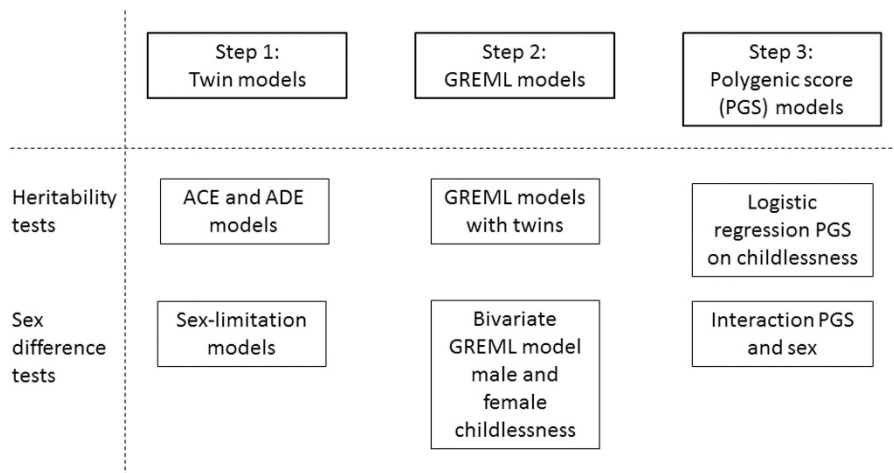 Step 1:
Twin models
Step 2:
GREML models
Step 3:
Polygenic score
(PGS) models
Heritability
tests
ACE and ADE
models
GREML models
with twins
Logistic
regression PGS
on childlessness
Sex
difference
tests
Sex-limitation
models
Bivariate
GREML model
male and
female
childlessness
Interaction PGS
and sex